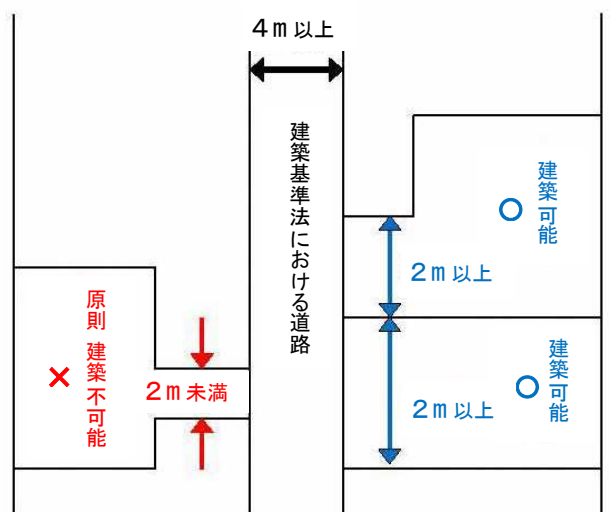 4m以上
建築基準法における道路
建築可能
○
2m以上
原則 建築不可能
×
2m未満
建築可能
○
2m以上